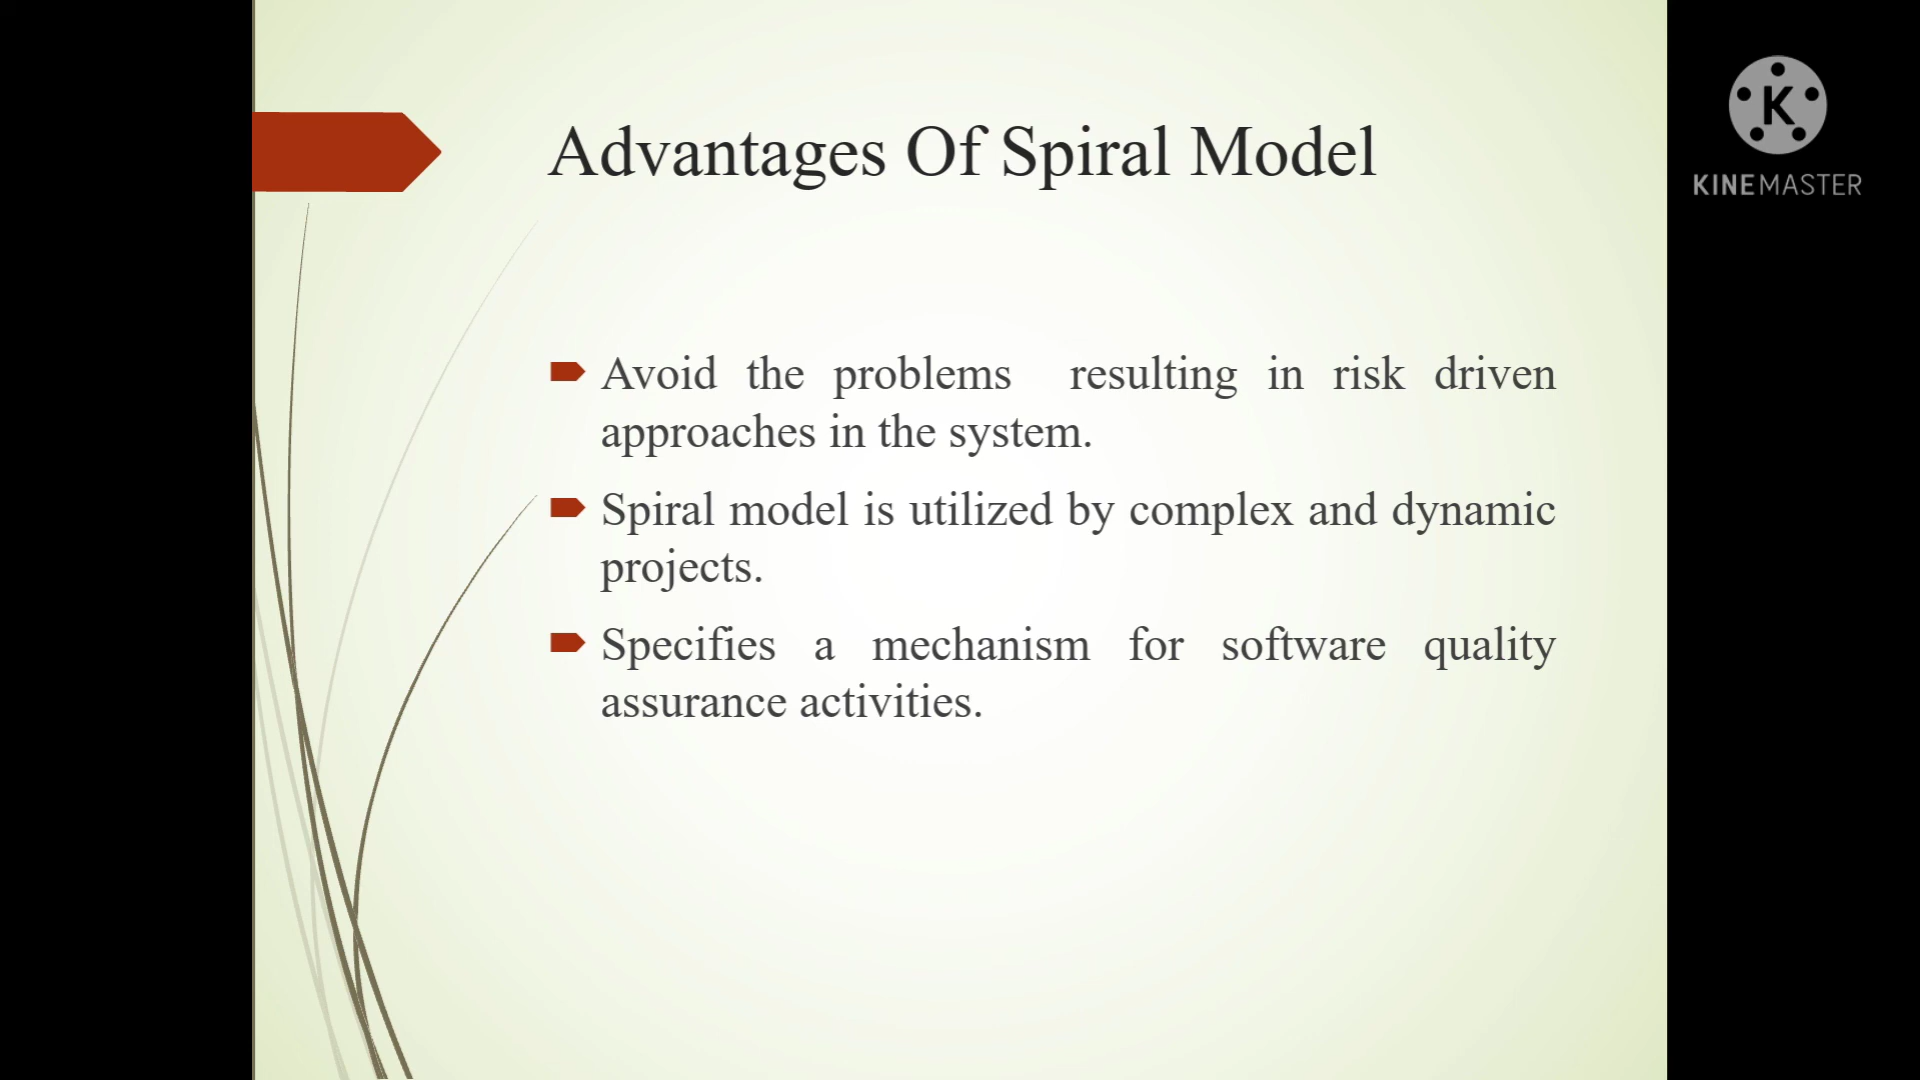 Advantages Of Spiral Model
K
KINEMASTER
Avoid the problems resulting in risk driven
approaches in the system.
Spiral model is utilized by complex and dynamic
projects.
Specifies a mechanism for software quality
assurance activities.